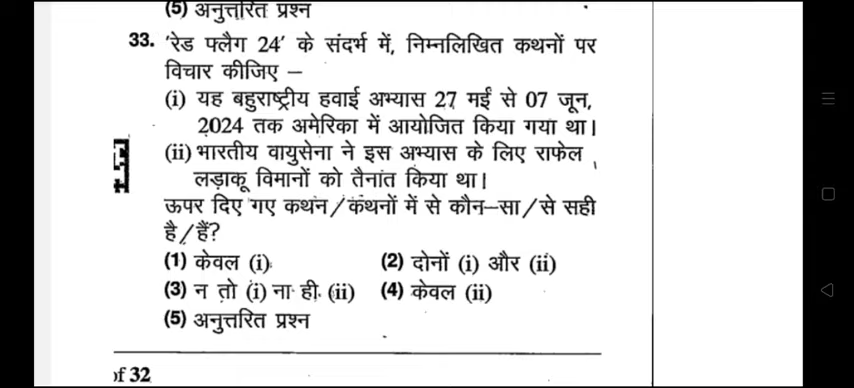 (5) अनुत्तरित प्रश्न
33. 'रेड फ्लैग 24' के संदर्भ में, निम्नलिखित कथनों पर
विचार कीजिए –
(i) यह बहुराष्ट्रीय हवाई अभ्यास 27 मई से 07 जून,
2024 तक अमेरिका में आयोजित किया गया था।
(ii) भारतीय वायुसेना ने इस अभ्यास के लिए राफेल
लड़ाकू विमानों को तैनात किया था।
ऊपर दिए गए कथन/कथनों में से कौन–सा/से सही
है/हैं?
(1) केवल (i) (2) दोनों (i) और (ii)
(3) न तो (i) ना ही (ii) (4) केवल (ii)
(5) अनुत्तरित प्रश्न
of 32